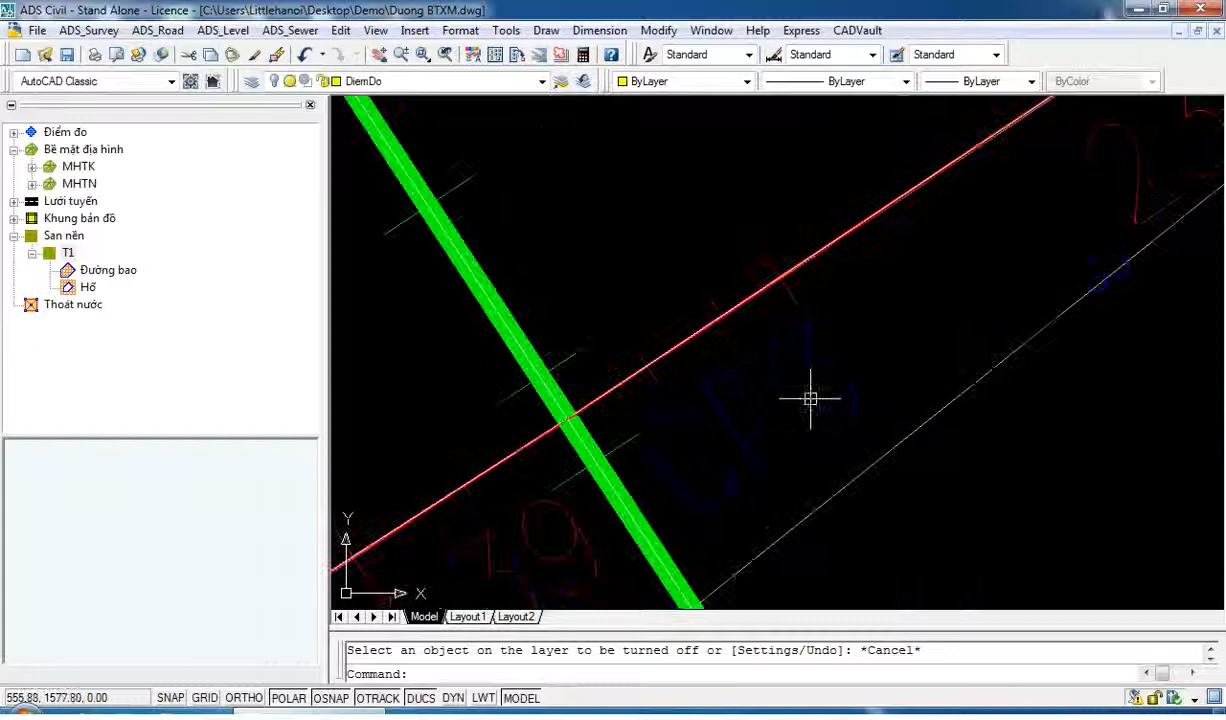 ADS Civil - Stand Alone - Licence - [C:\Users\Littlehanoi\Desktop\Demo\Duong BTXM.dwg]
File ADS_Survey ADS_Road ADS_Level ADS_Sewer Edit View Insert Format Tools Draw Dimension Modify Window Help Express CADVault
Standard Standard Standard
AutoCAD Classic DiemDo ByLayer ByLayer ByLayer ByColor
Điểm đo
Bề mặt địa hình
MHTK
MHTN
Lưới tuyến
Khung bản đồ
San nền
T1
Đường bao
Hố
Thoát nước
Y
X
Model Layout1 Layout2
Select an object on the layer to be turned off or [Settings/Undo]: *Cancel*
Command:
555.88, 1577.80, 0.00 SNAP GRID ORTHO POLAR OSNAP OTRACK DUCS DYN LWT MODEL